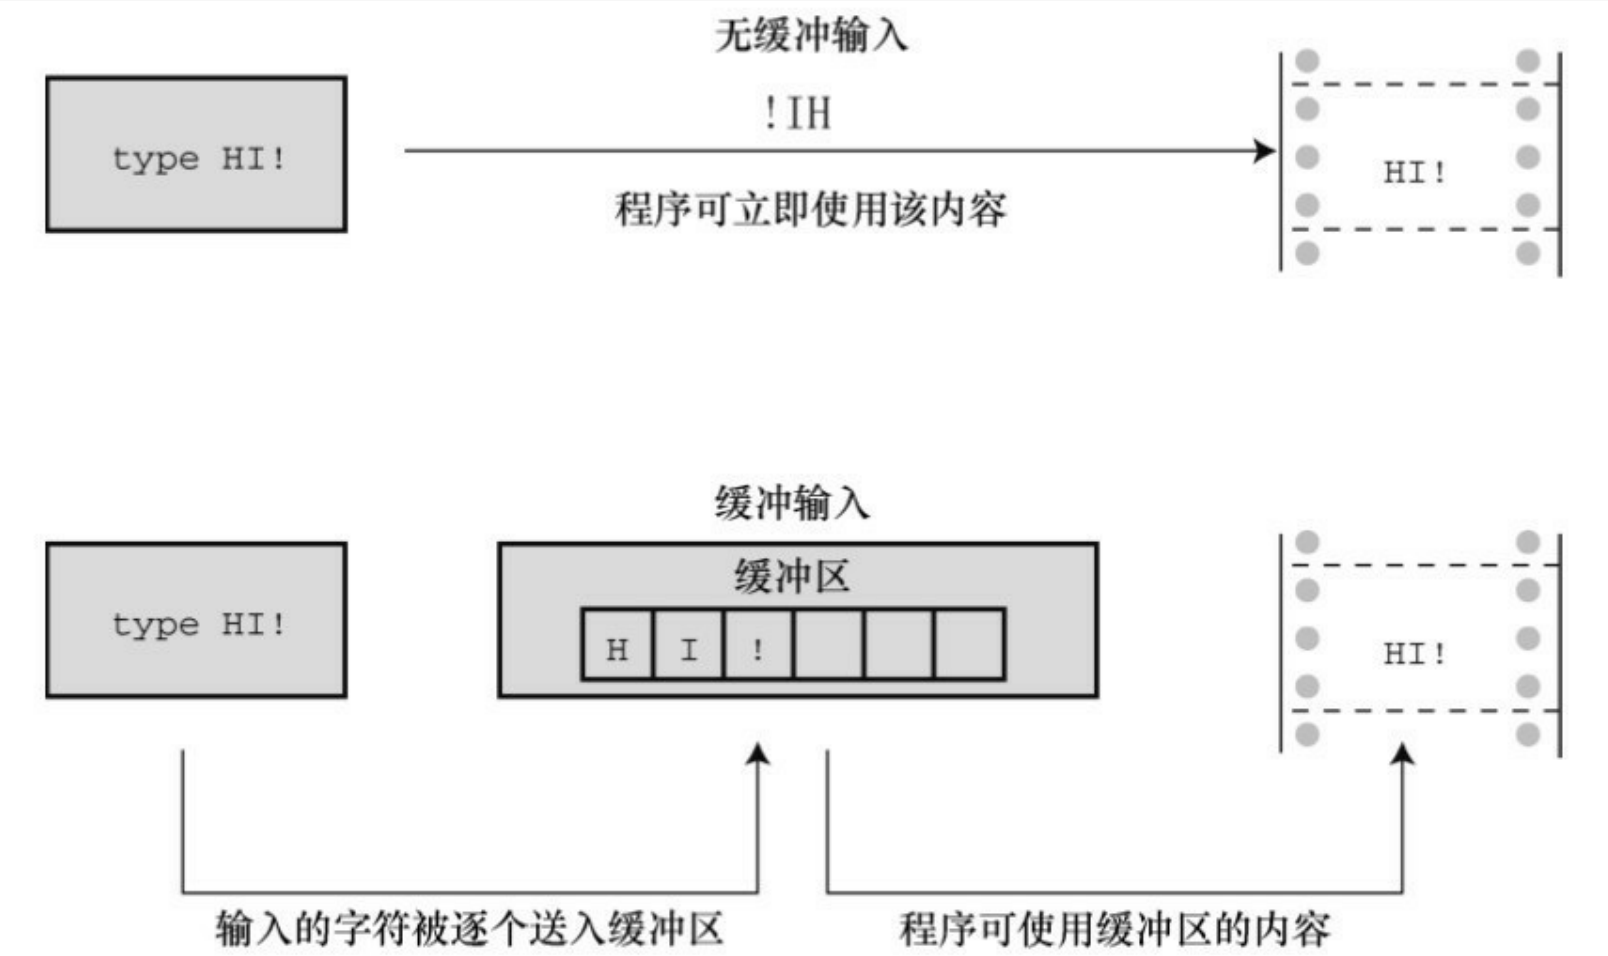 无缓冲输入
type HI!
!IH
程序可立即使用该内容
HI!
缓冲输入
type HI!
缓冲区
H I !
HI!
输入的字符被逐个送入缓冲区
程序可使用缓冲区的内容